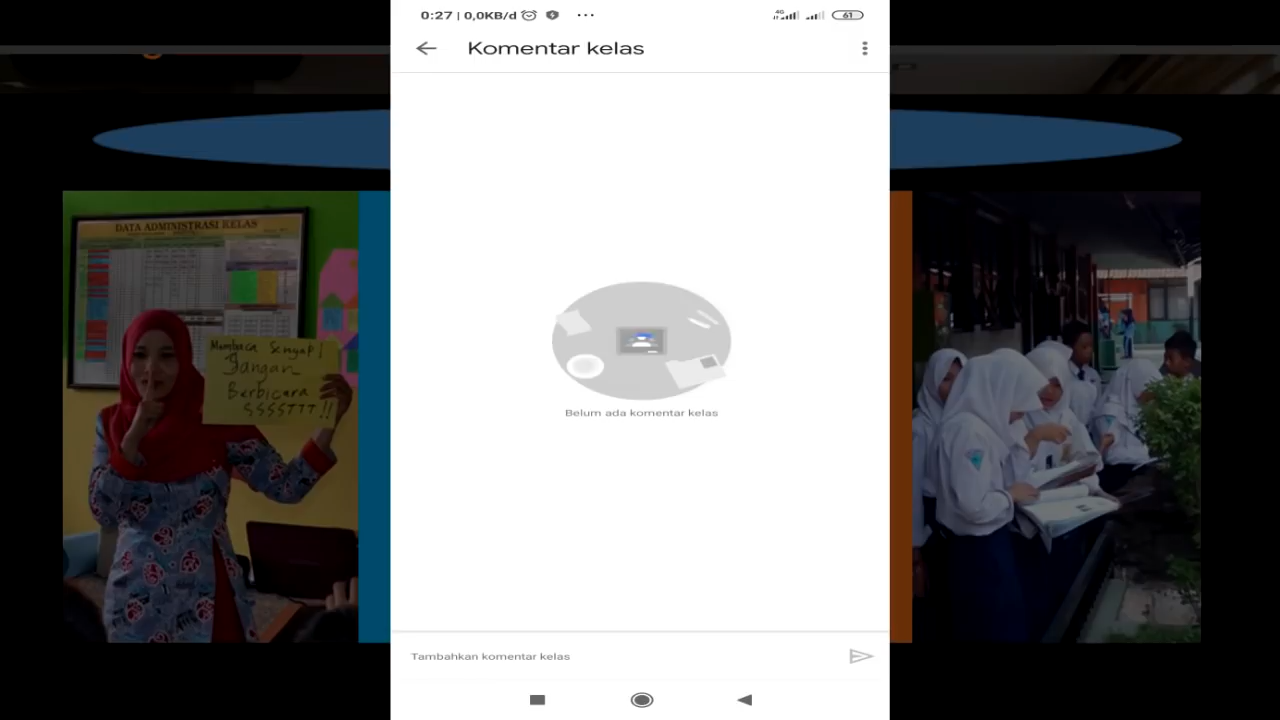 0:27 | 0,0KB/d
4G
61
Komentar kelas
DATA ADMINISTRASI KELAS
Membaca Senyap!
Jangan
Berbicara
SSSSTTT !!
Belum ada komentar kelas
Tambahkan komentar kelas